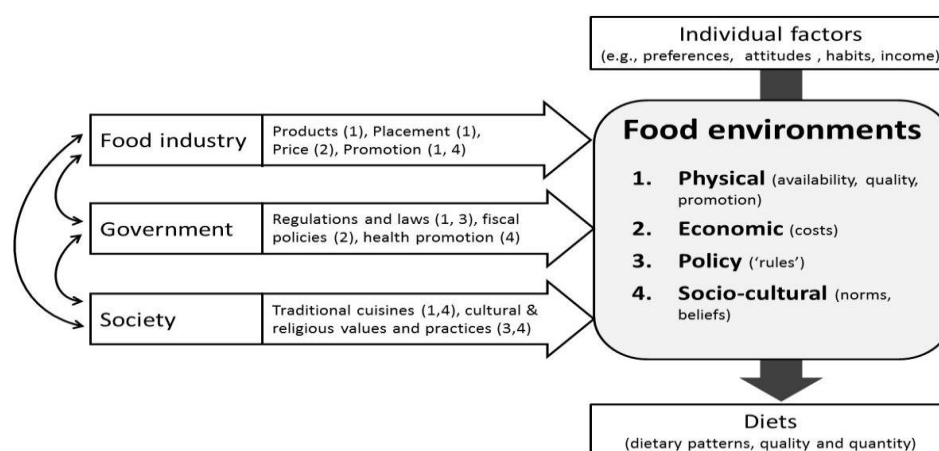 Individual factors
(e.g., preferences, attitudes , habits, income)
Food industry
Products (1), Placement (1),
Price (2), Promotion (1, 4)
Government
Regulations and laws (1, 3), fiscal
policies (2), health promotion (4)
Society
Traditional cuisines (1,4), cultural &
religious values and practices (3,4)
Food environments
1. Physical (availability, quality,
promotion)
2. Economic (costs)
3. Policy (‘rules’)
4. Socio-cultural (norms,
beliefs)
Diets
(dietary patterns, quality and quantity)